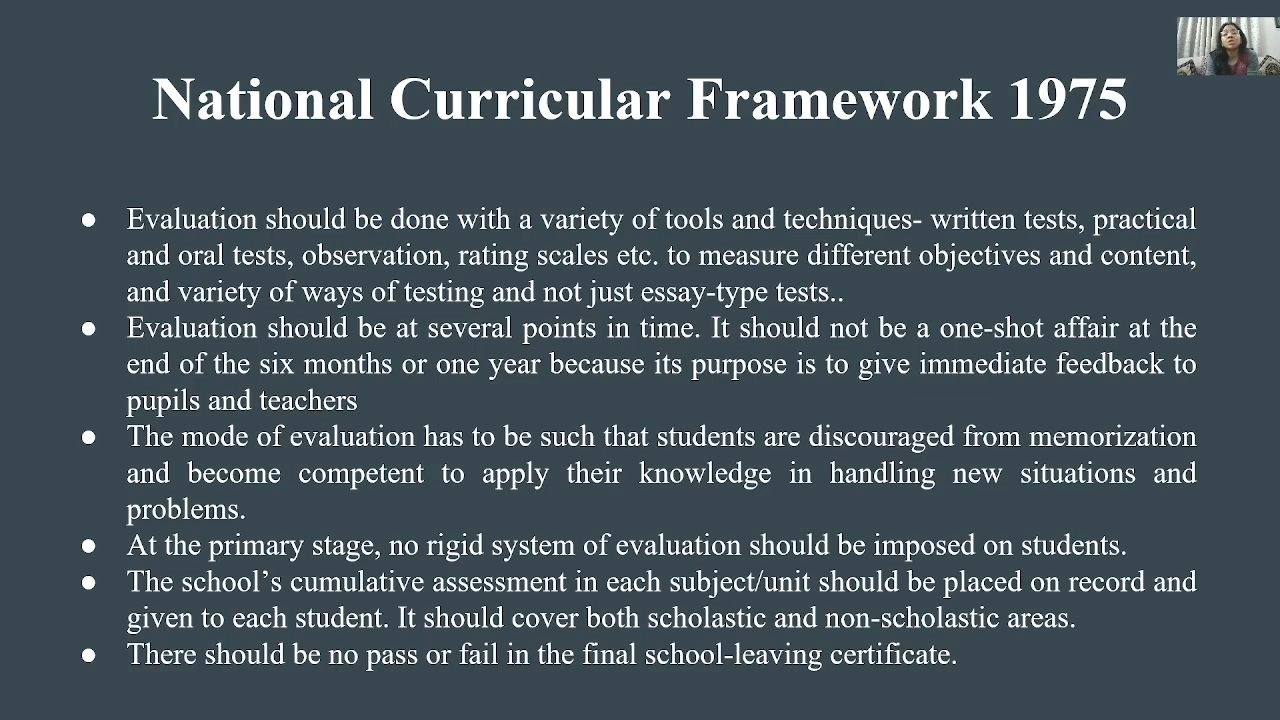 National Curricular Framework 1975
● Evaluation should be done with a variety of tools and techniques- written tests, practical
and oral tests, observation, rating scales etc. to measure different objectives and content,
and variety of ways of testing and not just essay-type tests..
● Evaluation should be at several points in time. It should not be a one-shot affair at the
end of the six months or one year because its purpose is to give immediate feedback to
pupils and teachers
● The mode of evaluation has to be such that students are discouraged from memorization
and become competent to apply their knowledge in handling new situations and
problems.
● At the primary stage, no rigid system of evaluation should be imposed on students.
● The school’s cumulative assessment in each subject/unit should be placed on record and
given to each student. It should cover both scholastic and non-scholastic areas.
● There should be no pass or fail in the final school-leaving certificate.